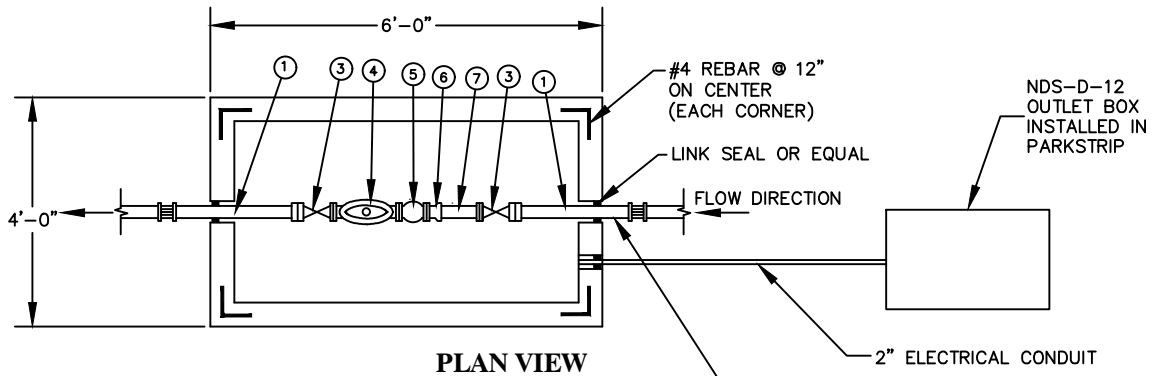 6'-0"
1 3 4 5 6 7 3 1
#4 REBAR @ 12"
ON CENTER
(EACH CORNER)
NDS-D-12
OUTLET BOX
INSTALLED IN
PARKSTRIP
LINK SEAL OR EQUAL
FLOW DIRECTION
4'-0"
2" ELECTRICAL CONDUIT
PLAN VIEW